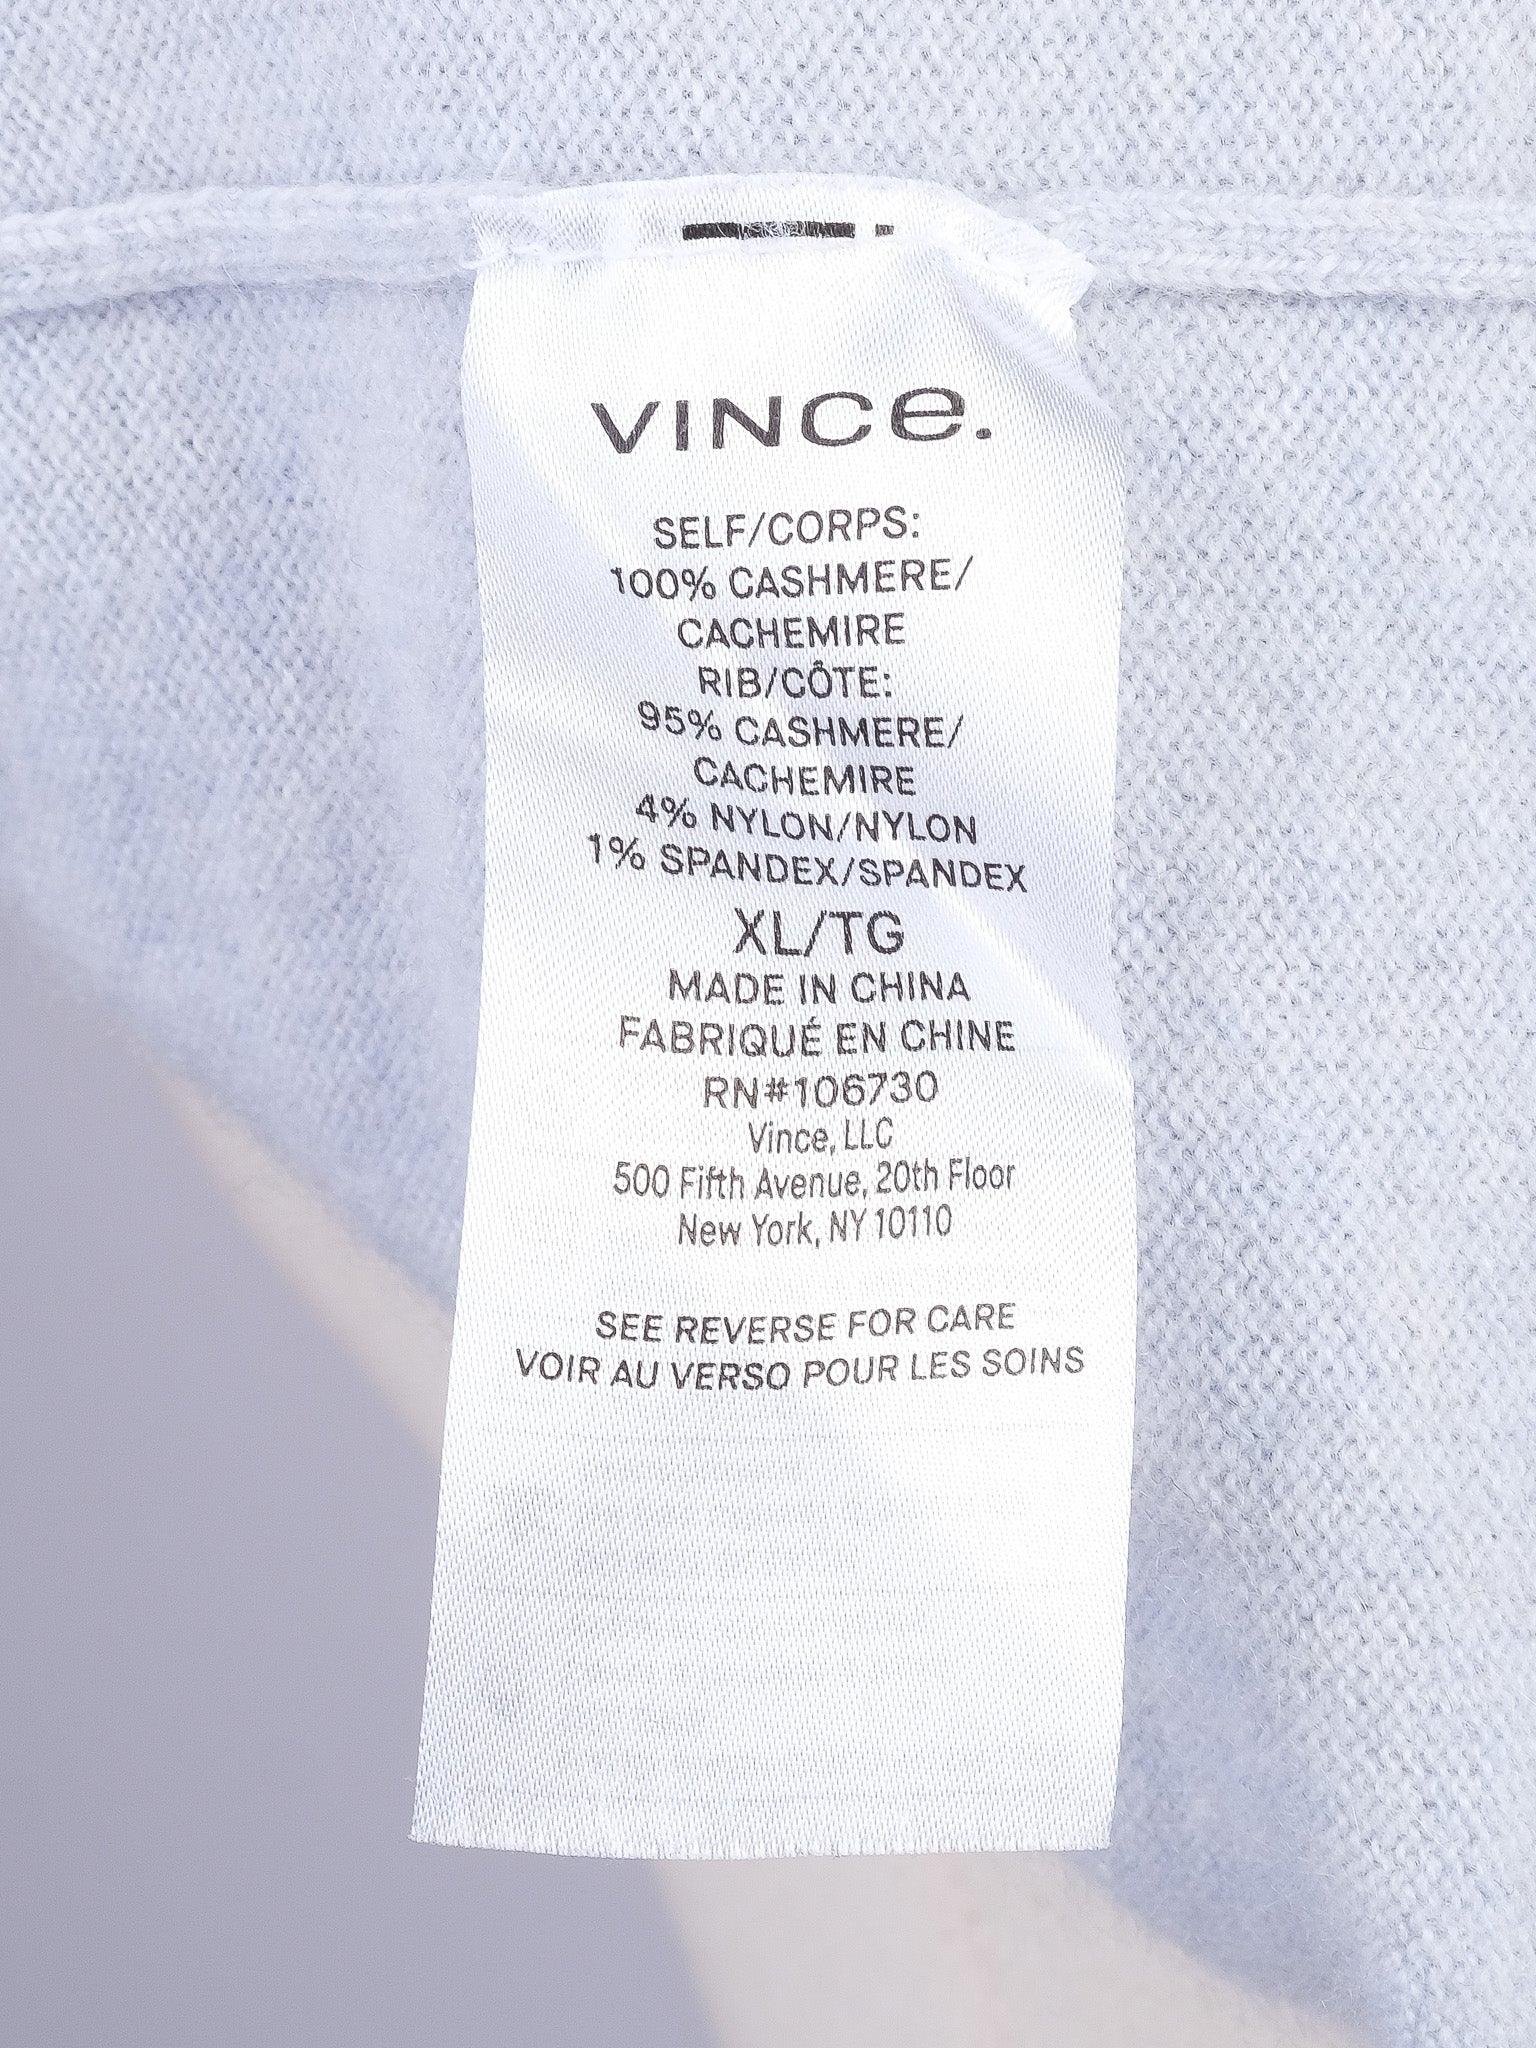 VINCe.
SELF/CORPS:
100% CASHMERE/
CACHEMIRE
RIB/CÔTE:
95% CASHMERE/
CACHEMIRE
4% NYLON/NYLON
1% SPANDEX/SPANDEX
XL/TG
MADE IN CHINA
FABRIQUÉ EN CHINE
RN#106730
Vince, LLC
500 Fifth Avenue, 20th Floor
New York, NY 10110
SEE REVERSE FOR CARE
VOIR AU VERSO POUR LES SOINS